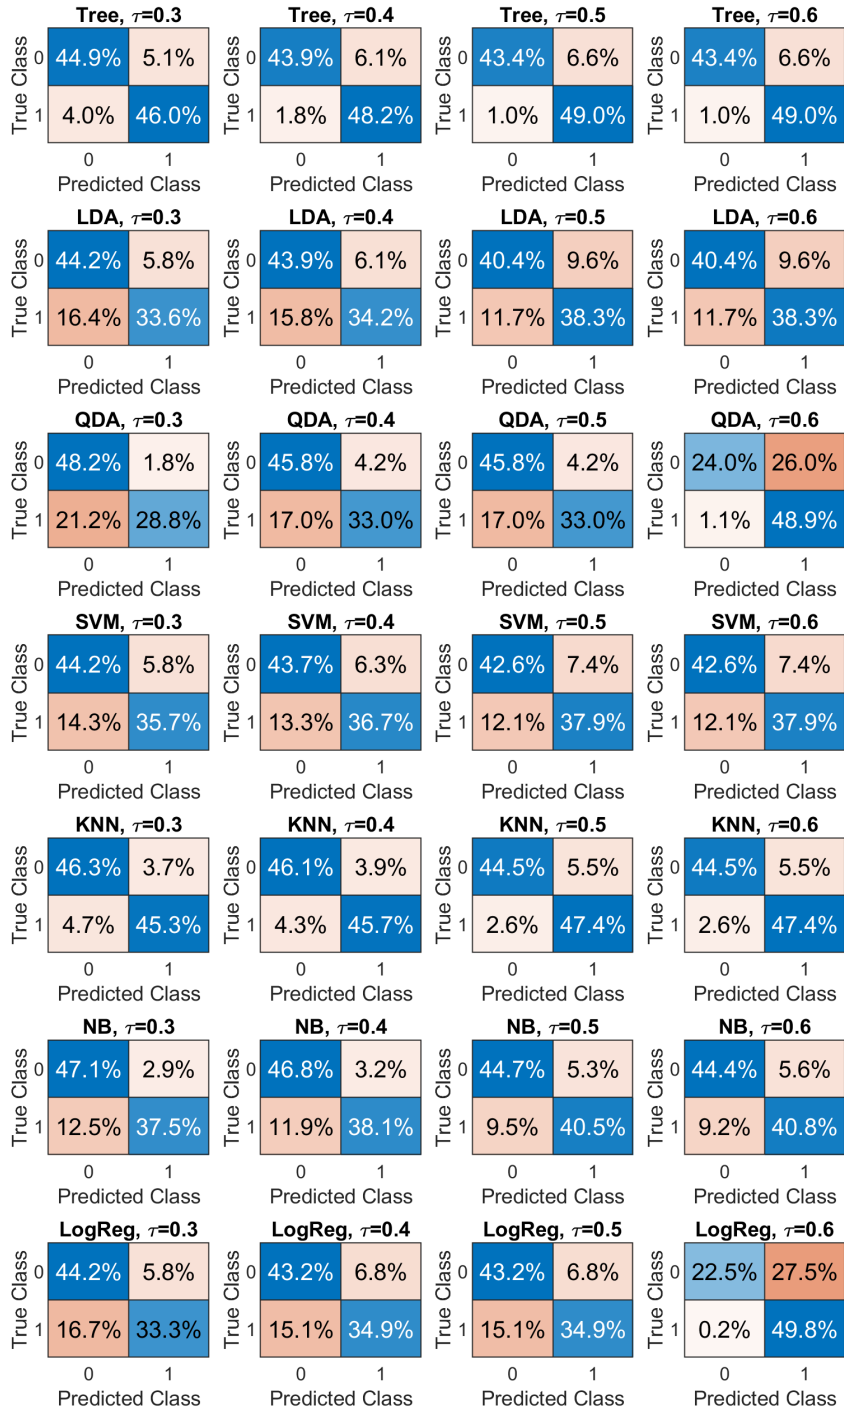 Tree, τ=0.3 Tree, τ=0.4 Tree, τ=0.5 Tree, τ=0.6
True Class 0 44.9% 5.1% True Class 0 43.9% 6.1% True Class 0 43.4% 6.6% True Class 0 43.4% 6.6%
1 4.0% 46.0% 1 1.8% 48.2% 1 1.0% 49.0% 1 1.0% 49.0%
0 1 0 1 0 1 0 1
Predicted Class Predicted Class Predicted Class Predicted Class
LDA, τ=0.3 LDA, τ=0.4 LDA, τ=0.5 LDA, τ=0.6
True Class 0 44.2% 5.8% True Class 0 43.9% 6.1% True Class 0 40.4% 9.6% True Class 0 40.4% 9.6%
1 16.4% 33.6% 1 15.8% 34.2% 1 11.7% 38.3% 1 11.7% 38.3%
0 1 0 1 0 1 0 1
Predicted Class Predicted Class Predicted Class Predicted Class
QDA, τ=0.3 QDA, τ=0.4 QDA, τ=0.5 QDA, τ=0.6
True Class 0 48.2% 1.8% True Class 0 45.8% 4.2% True Class 0 45.8% 4.2% True Class 0 24.0% 26.0%
1 21.2% 28.8% 1 17.0% 33.0% 1 17.0% 33.0% 1 1.1% 48.9%
0 1 0 1 0 1 0 1
Predicted Class Predicted Class Predicted Class Predicted Class
SVM, τ=0.3 SVM, τ=0.4 SVM, τ=0.5 SVM, τ=0.6
True Class 0 44.2% 5.8% True Class 0 43.7% 6.3% True Class 0 42.6% 7.4% True Class 0 42.6% 7.4%
1 14.3% 35.7% 1 13.3% 36.7% 1 12.1% 37.9% 1 12.1% 37.9%
0 1 0 1 0 1 0 1
Predicted Class Predicted Class Predicted Class Predicted Class
KNN, τ=0.3 KNN, τ=0.4 KNN, τ=0.5 KNN, τ=0.6
True Class 0 46.3% 3.7% True Class 0 46.1% 3.9% True Class 0 44.5% 5.5% True Class 0 44.5% 5.5%
1 4.7% 45.3% 1 4.3% 45.7% 1 2.6% 47.4% 1 2.6% 47.4%
0 1 0 1 0 1 0 1
Predicted Class Predicted Class Predicted Class Predicted Class
NB, τ=0.3 NB, τ=0.4 NB, τ=0.5 NB, τ=0.6
True Class 0 47.1% 2.9% True Class 0 46.8% 3.2% True Class 0 44.7% 5.3% True Class 0 44.4% 5.6%
1 12.5% 37.5% 1 11.9% 38.1% 1 9.5% 40.5% 1 9.2% 40.8%
0 1 0 1 0 1 0 1
Predicted Class Predicted Class Predicted Class Predicted Class
LogReg, τ=0.3 LogReg, τ=0.4 LogReg, τ=0.5 LogReg, τ=0.6
True Class 0 44.2% 5.8% True Class 0 43.2% 6.8% True Class 0 43.2% 6.8% True Class 0 22.5% 27.5%
1 16.7% 33.3% 1 15.1% 34.9% 1 15.1% 34.9% 1 0.2% 49.8%
0 1 0 1 0 1 0 1
Predicted Class Predicted Class Predicted Class Predicted Class